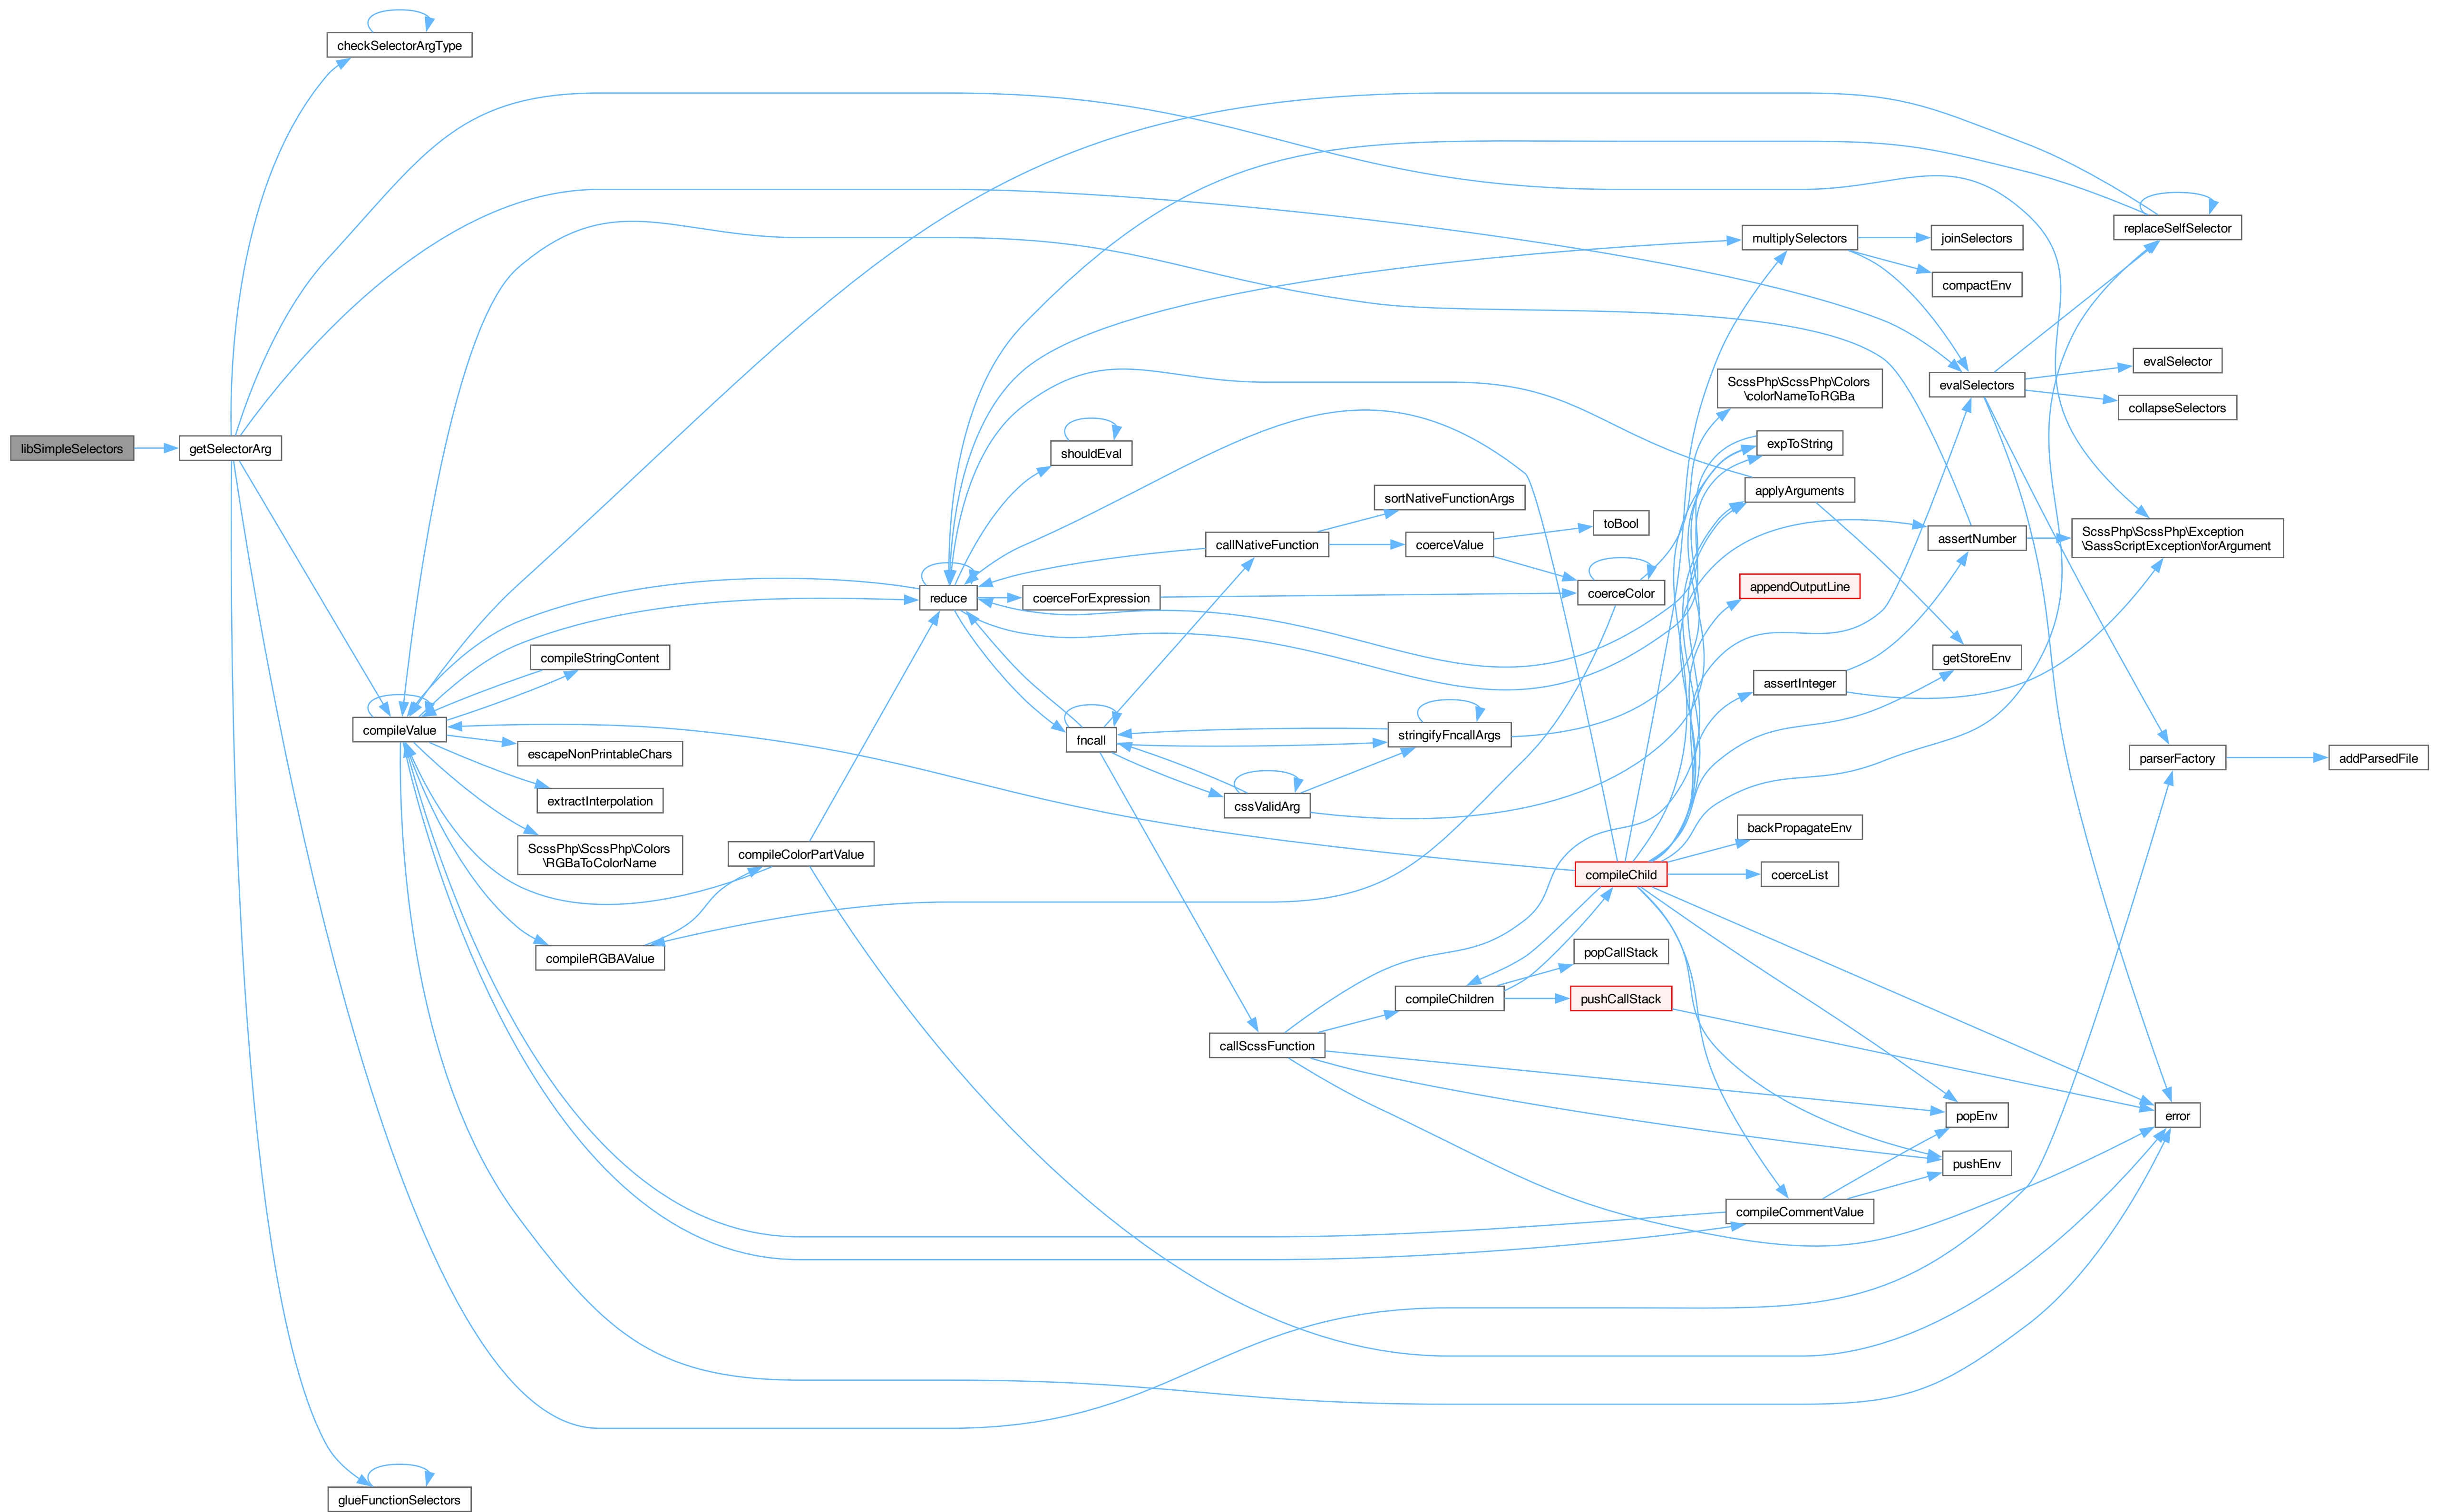 checkSelectorArgType
replaceSelfSelector
multiplySelectors
joinSelectors
compactEnv
evalSelector
evalSelectors
collapseSelectors
ScssPhp\ScssPhp\Colors
\colorNameToRGBa
expToString
libSimpleSelectors
getSelectorArg
shouldEval
applyArguments
sortNativeFunctionArgs
toBool
callNativeFunction
coerceValue
assertNumber
ScssPhp\ScssPhp\Exception
\SassScriptException\forArgument
reduce
coerceForExpression
coerceColor
appendOutputLine
compileStringContent
getStoreEnv
assertInteger
compileValue
fncall
stringifyFncallArgs
escapeNonPrintableChars
parserFactory
addParsedFile
extractInterpolation
cssValidArg
backPropagateEnv
ScssPhp\ScssPhp\Colors
\RGBaToColorName
compileColorPartValue
compileChild
coerceList
compileRGBAValue
popCallStack
compileChildren
pushCallStack
callScssFunction
popEnv
error
pushEnv
compileCommentValue
glueFunctionSelectors